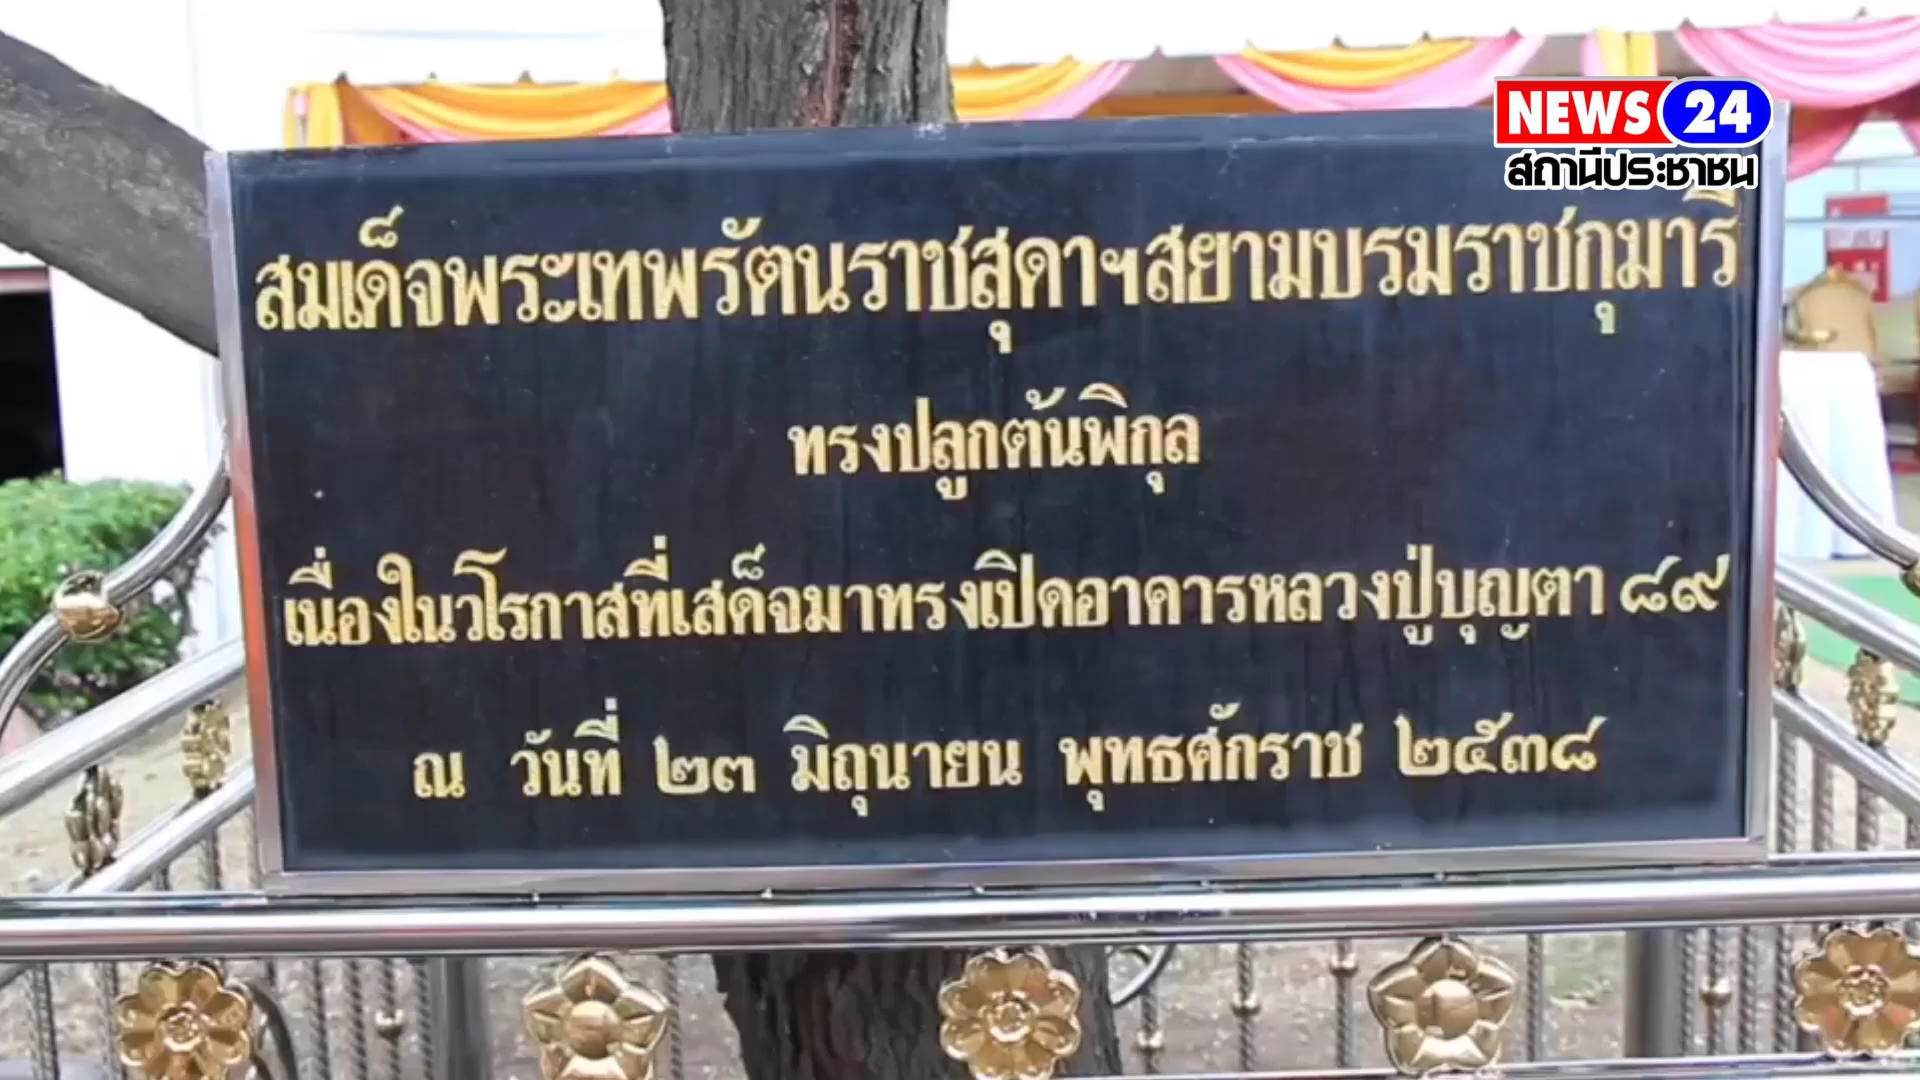 NEWS 24
สถานีประชาชน
สมเด็จพระเทพรัตนราชสุดาฯสยามบรมราชกุมารี
ทรงปลูกต้นพิกุล
เนื่องในวโรกาสที่เสด็จมาทรงเปิดอาคารหลวงปู่บุญตา ๘๙
ณ วันที่ ๒๓ มิถุนายน พุทธศักราช ๒๕๓๘